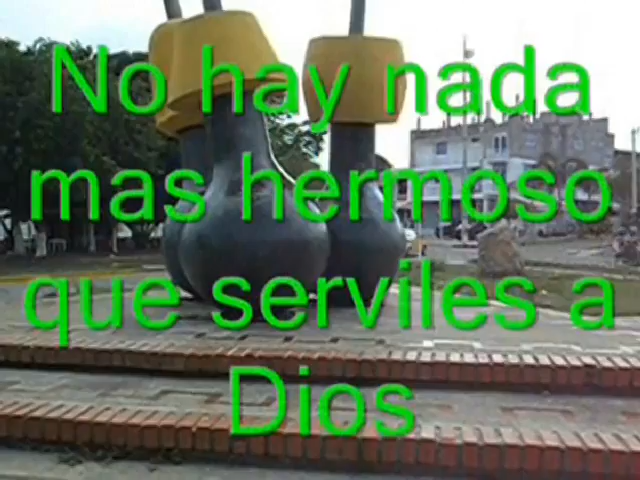 No hay nada
mas hermoso
que serviles a
Dios